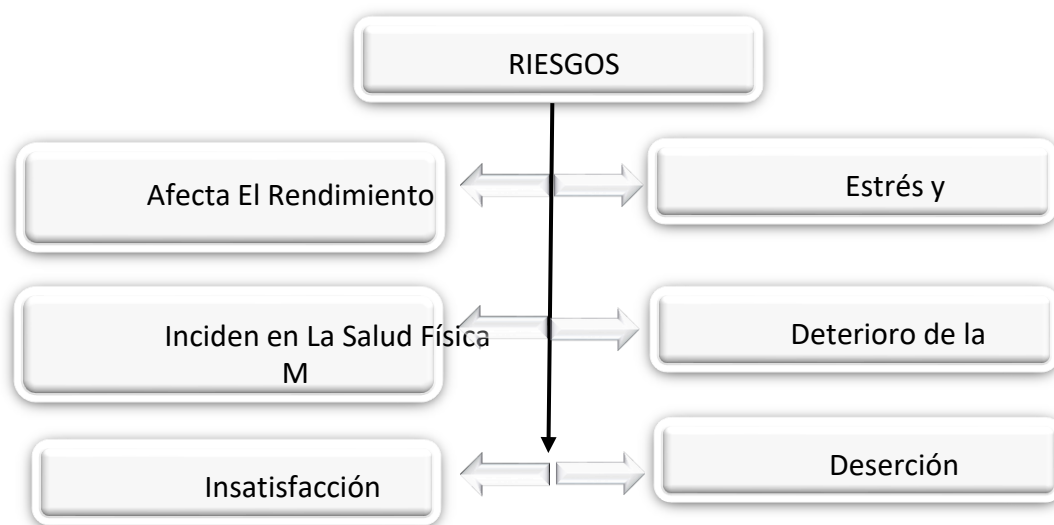 RIESGOS
Afecta El Rendimiento
Estrés y
Inciden en La Salud Física
M
Deterioro de la
Insatisfacción
Deserción